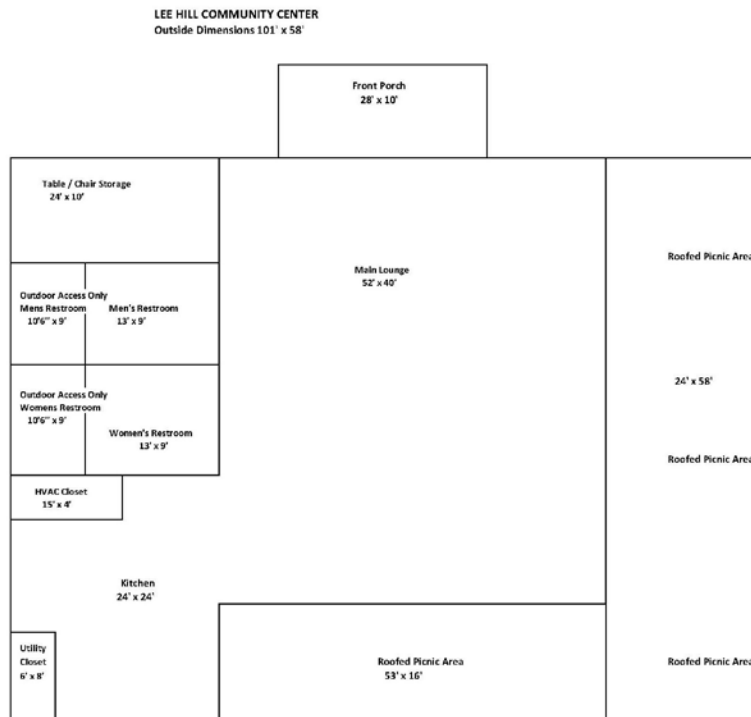 LEE HILL COMMUNITY CENTER
Outside Dimensions 101' x 58'
Front Porch
28' x 10'
Table / Chair Storage
24' x 10'
Outdoor Access Only
Mens Restroom
10'6" x 9'
Men's Restroom
13' x 9'
Main Lounge
52' x 40'
Roofed Picnic Area
24' x 58'
Outdoor Access Only
Womens Restroom
10'6" x 9'
Women's Restroom
13' x 9'
Roofed Picnic Area
HVAC Closet
15' x 4'
Kitchen
24' x 24'
Utility
Closet
6' x 8'
Roofed Picnic Area
53' x 16'
Roofed Picnic Area